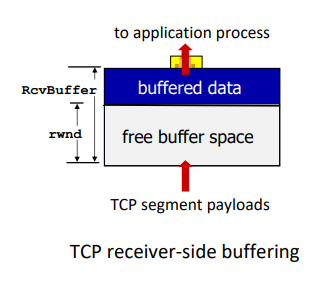 to application process
RcvBuffer
buffered data
rwnd
free buffer space
TCP segment payloads
TCP receiver-side buffering